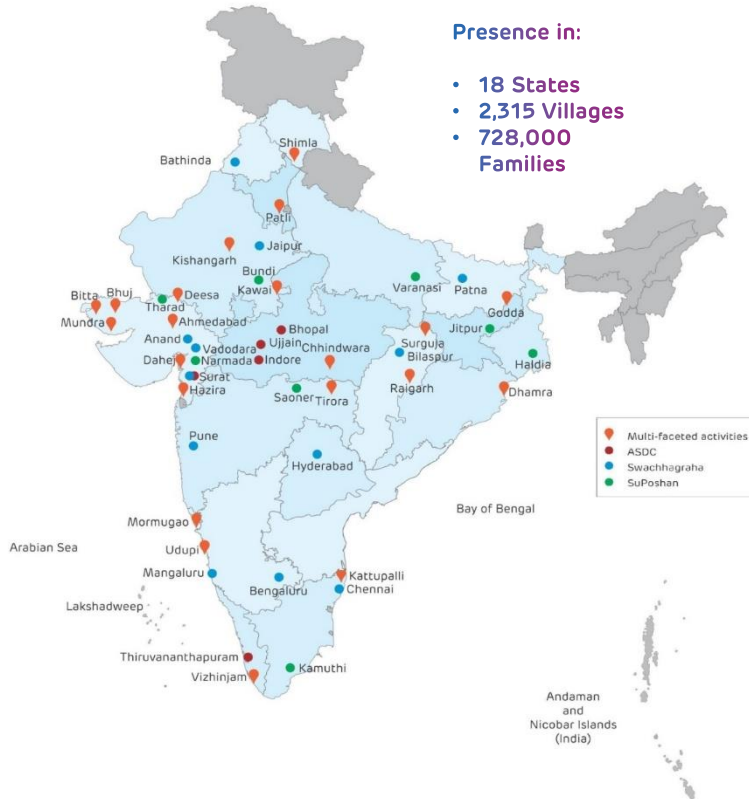 Presence in:
• 18 States
• 2,315 Villages
• 728,000
Families
Shimla
Bathinda
Patli
Kishangarh
Jaipur
Bundi
Kawai
Varanasi
Patna
Godda
Bitta
Bhuj
Deesa
Tharad
Mundra
Ahmedabad
Jitpur
Anand
Bhopal
Ujjain
Surguja
Vadodara
Indore
Chhindwara
Bilaspur
Haldia
Dahej
Narmada
Surat
Hazira
Saoner
Tirora
Raigarh
Dhamra
Pune
Hyderabad
Multi-faceted activities
ASDC
Swachhagraha
SuPoshan
Bay of Bengal
Mormugao
Arabian Sea
Udupi
Mangaluru
Bengaluru
Kattupalli
Chennai
Lakshadweep
Thiruvananthapuram
Vizhinjam
Kamuthi
Andaman
and
Nicobar Islands
(India)